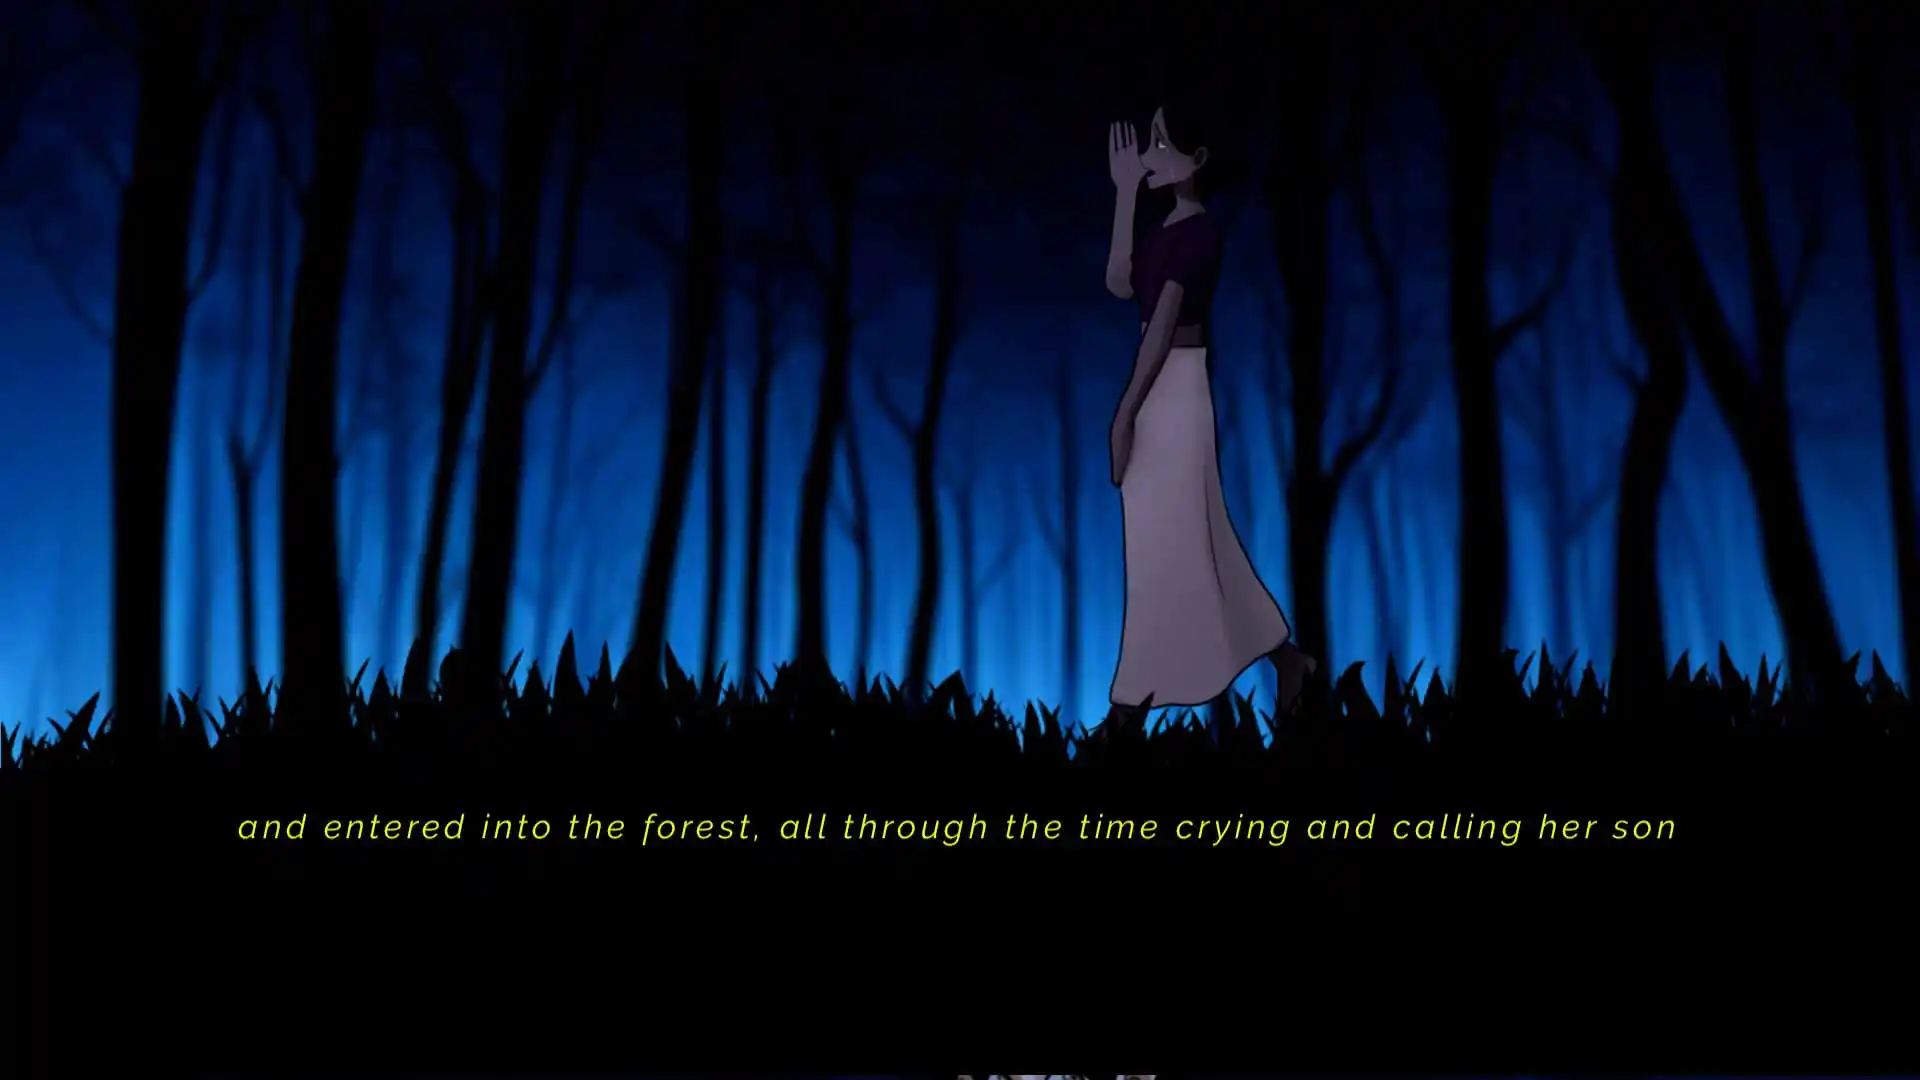 and entered into the forest, all through the time crying and calling her son